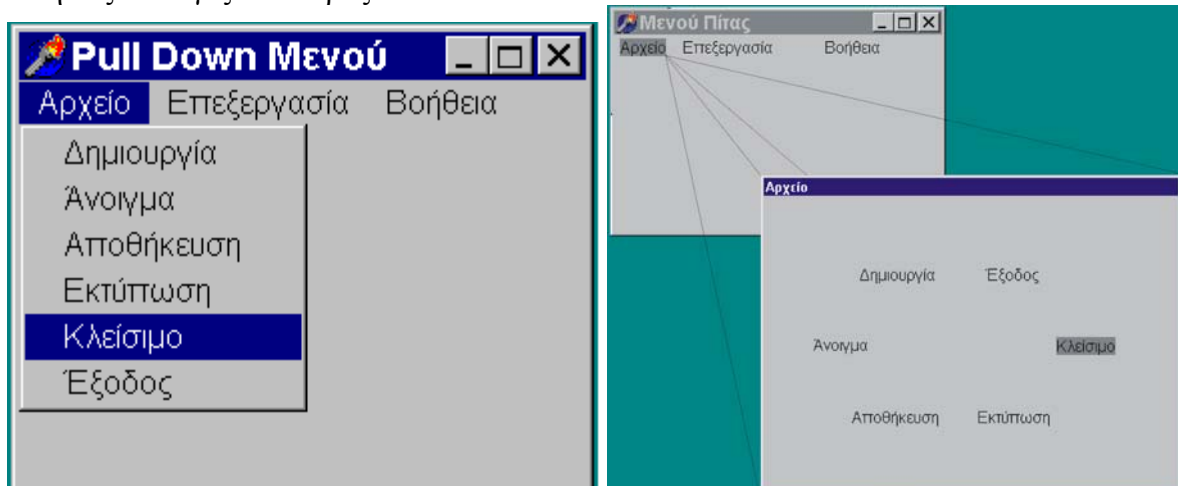 Pull Down Μενού
Αρχείο Επεξεργασία Βοήθεια
Δημιουργία
Άνοιγμα
Αποθήκευση
Εκτύπωση
Κλείσιμο
Έξοδος
Μενού Πίτας
Αρχείο Επεξεργασία Βοήθεια
Αρχείο
Δημιουργία Έξοδος
Άνοιγμα Κλείσιμο
Αποθήκευση Εκτύπωση